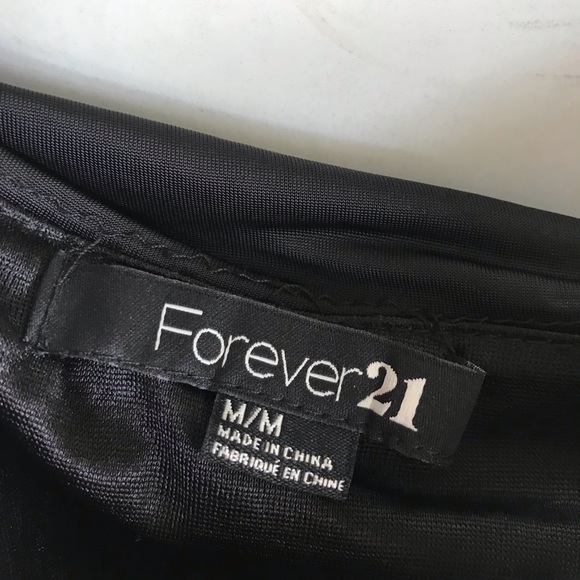 Forever21
M/M
MADE IN CHINA
FABRIQUÉ EN CHINE